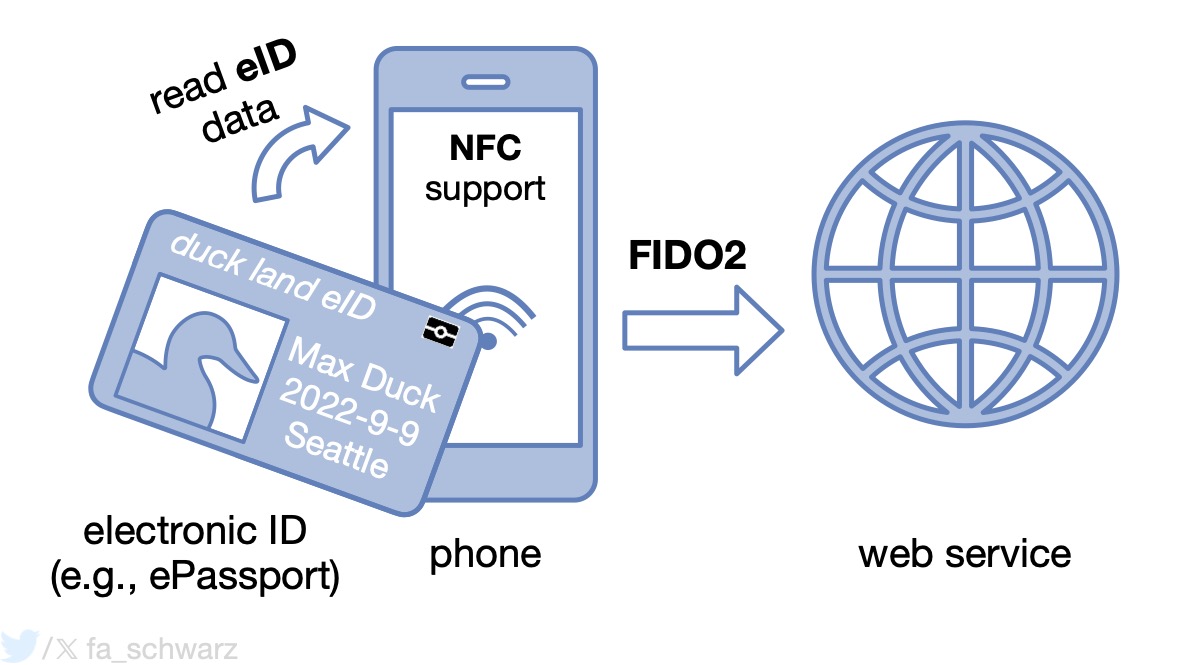 read eID
data
NFC
support
duck land eID
Max Duck
2022-9-9
Seattle
FIDO2
electronic ID
(e.g., ePassport)
phone
web service
/𝕏 fa_schwarz